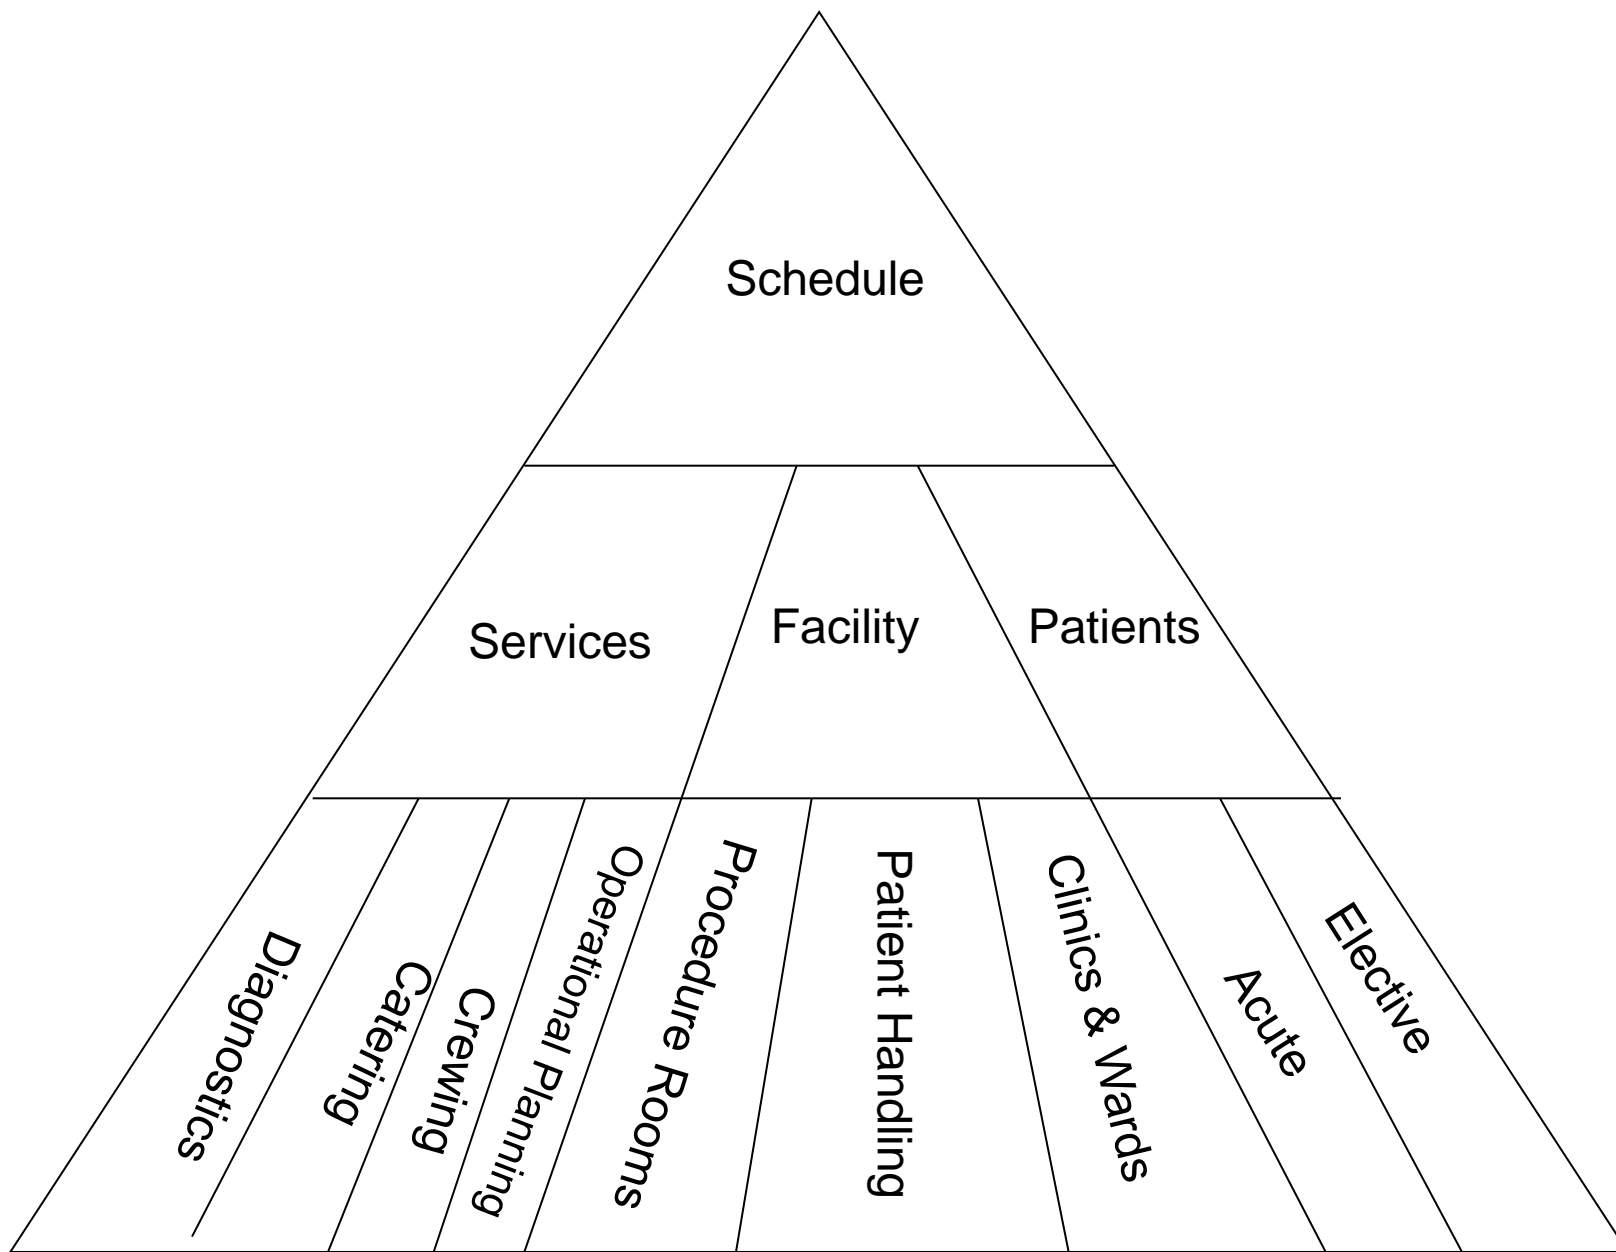 Schedule
Services
Facility
Patients
Diagnostics
Catering
Crewing
Operational Planning
Procedure Rooms
Patient Handling
Clinics & Wards
Acute
Elective